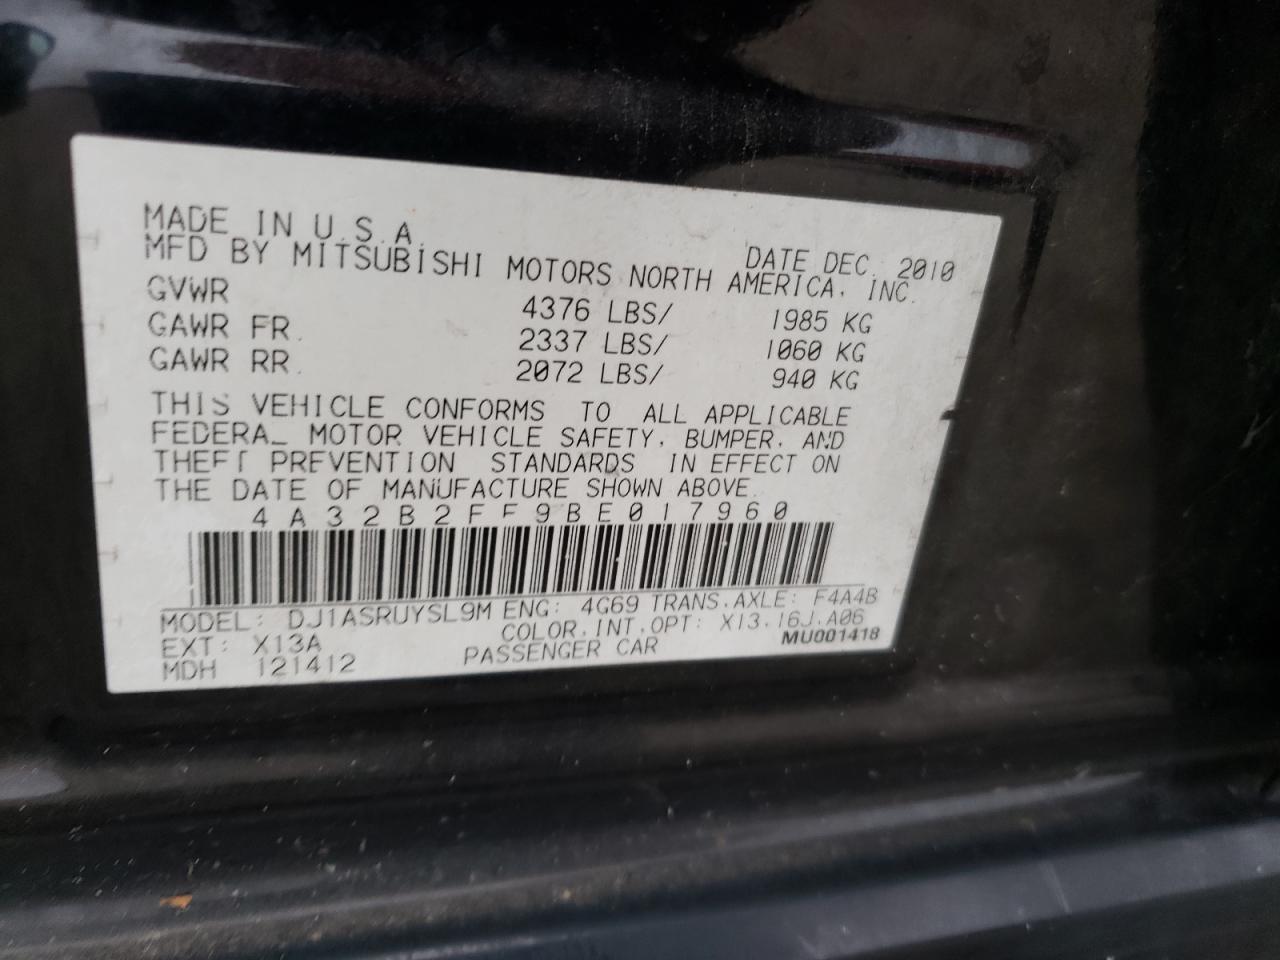 MADE IN U.S.A.
DATE DEC. 2010
MFD BY MITSUBISHI MOTORS NORTH AMERICA, INC.
GVWR 4376 LBS/ 1985 KG
GAWR FR. 2337 LBS/ 1060 KG
GAWR RR. 2072 LBS/ 940 KG
THIS VEHICLE CONFORMS TO ALL APPLICABLE
FEDERAL MOTOR VEHICLE SAFETY, BUMPER, AND
THEFT PREVENTION STANDARDS IN EFFECT ON
THE DATE OF MANUFACTURE SHOWN ABOVE.
4A32B2FF9BE017960
MODEL: DJ1ASRUYSL9M ENG: 4G69 TRANS.AXLE: F4A4B
EXT: X13A COLOR.INT.OPT: X13.16J.A06
MDH 121412 PASSENGER CAR MU001418